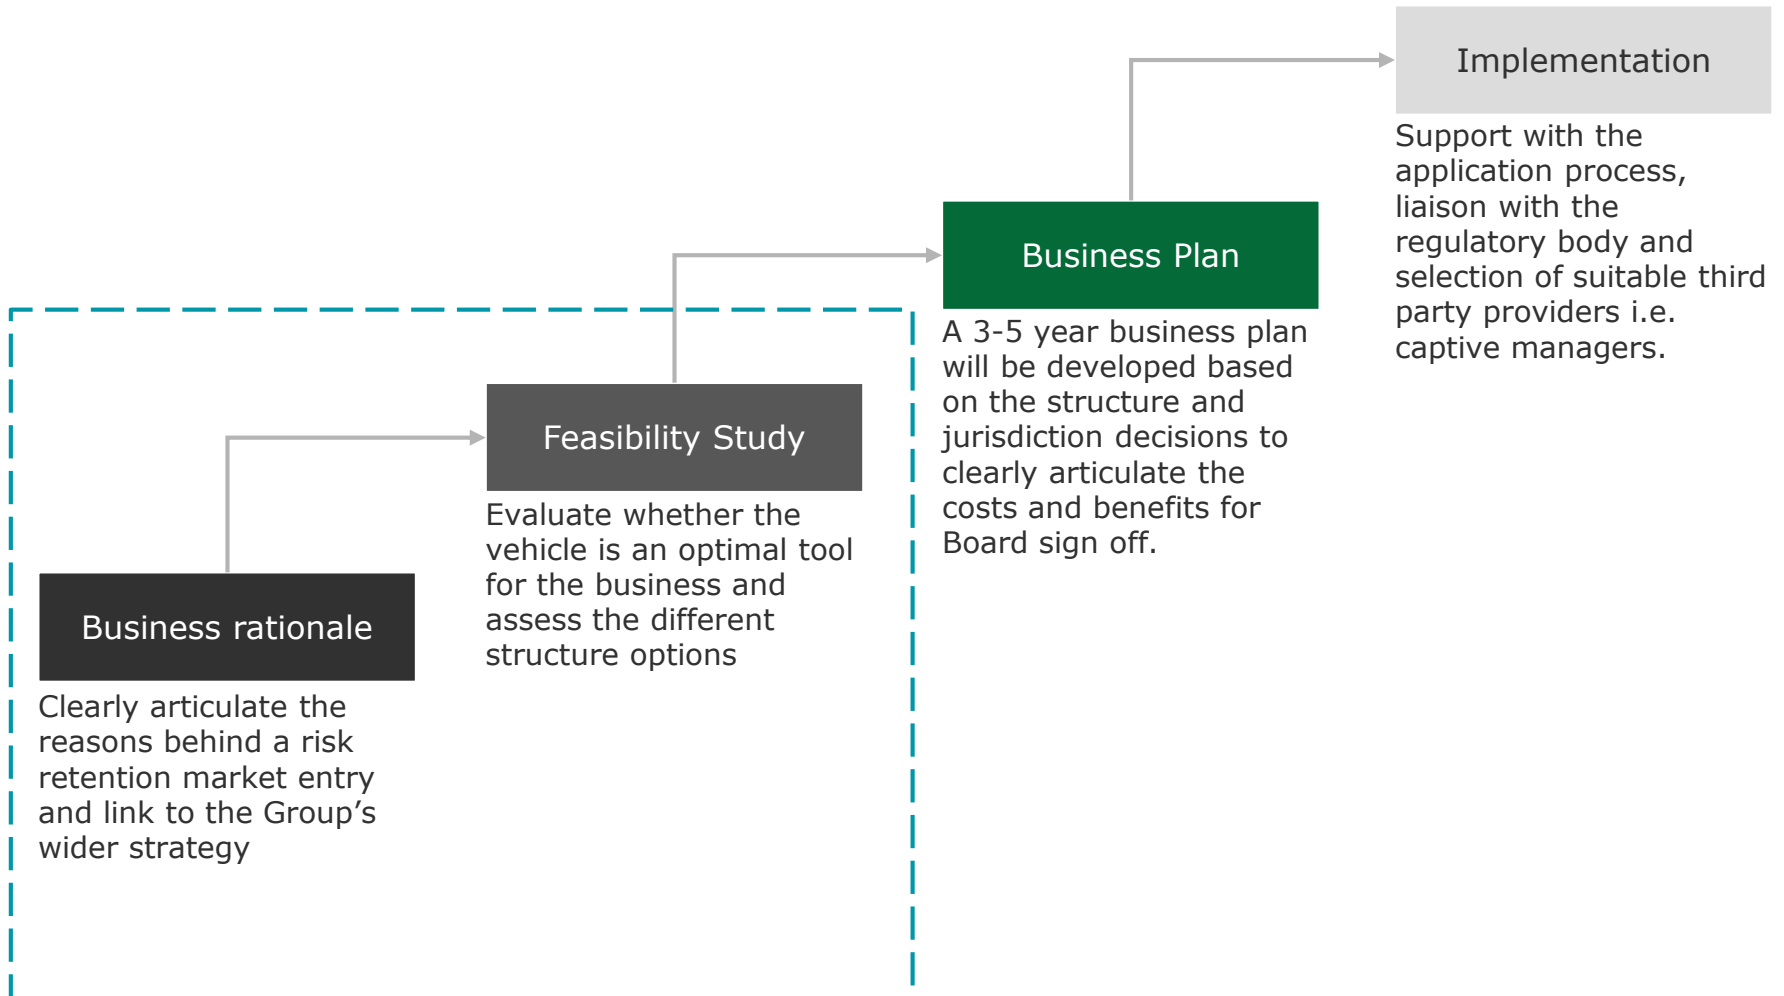 Business rationale
Clearly articulate the
reasons behind a risk
retention market entry
and link to the Group’s
wider strategy
Feasibility Study
Evaluate whether the
vehicle is an optimal tool
for the business and
assess the different
structure options
Business Plan
A 3-5 year business plan
will be developed based
on the structure and
jurisdiction decisions to
clearly articulate the
costs and benefits for
Board sign off.
Implementation
Support with the
application process,
liaison with the
regulatory body and
selection of suitable third
party providers i.e.
captive managers.